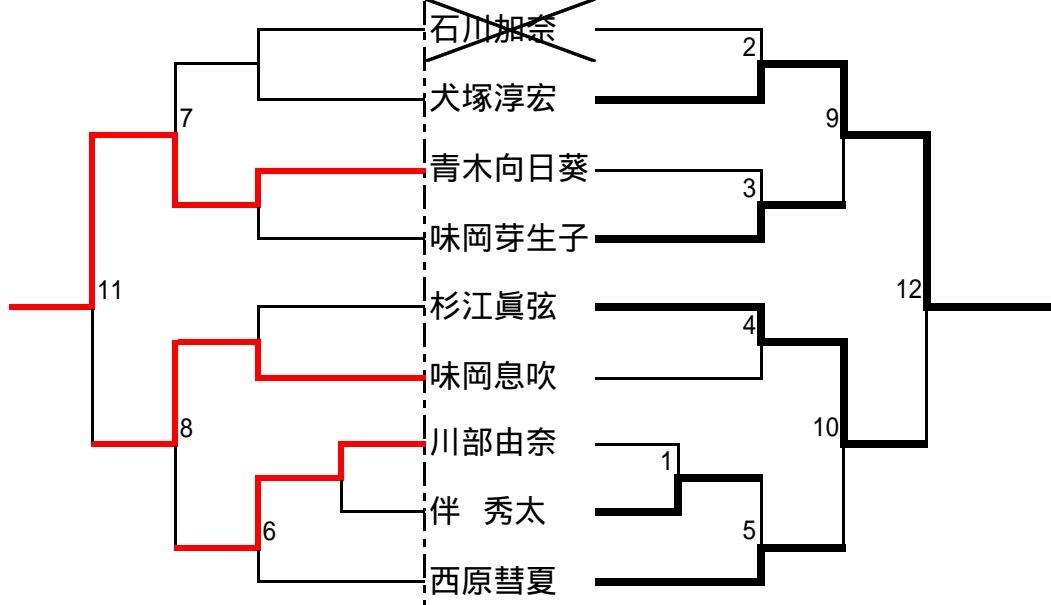 石川加奈
2
犬塚淳宏
7
9
青木向日葵
3
味岡芽生子
11
12
杉江眞弦
4
味岡息吹
8
10
川部由奈
1
伴 秀太
6
5
西原彗夏